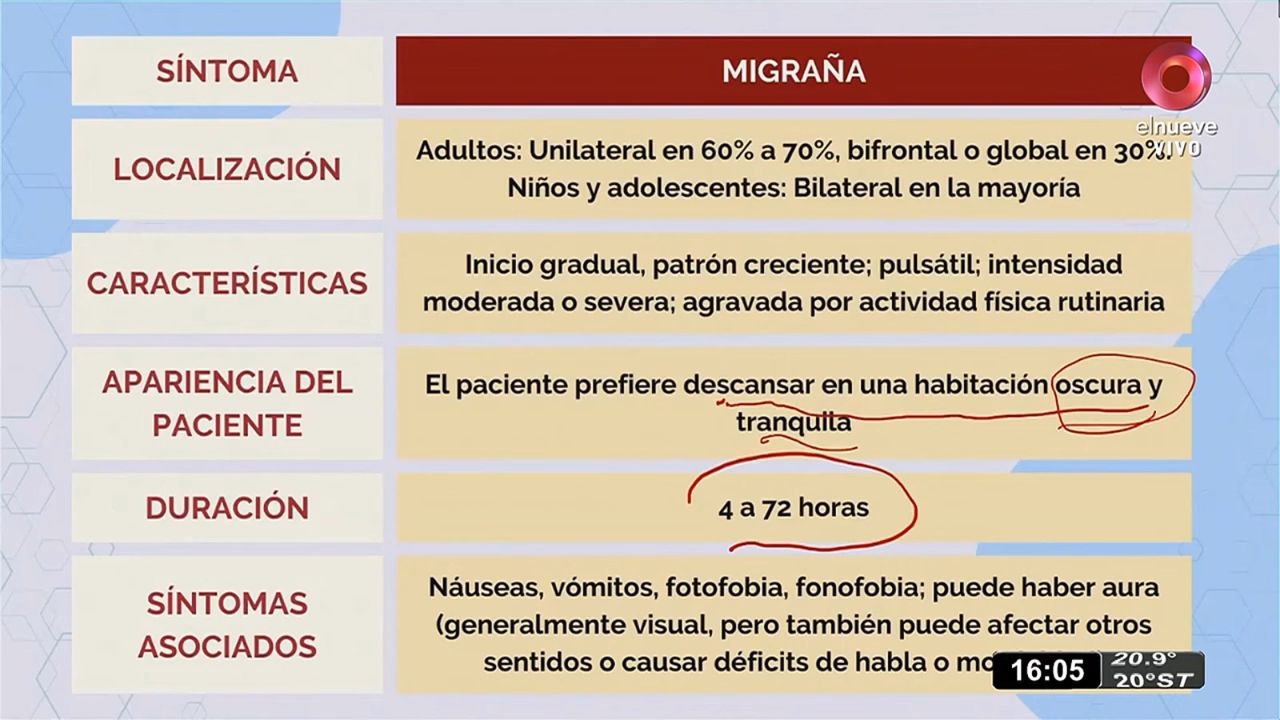 SÍNTOMA
MIGRAÑA
LOCALIZACIÓN
Adultos: Unilateral en 60% a 70%, bifrontal o global en 30%.
Niños y adolescentes: Bilateral en la mayoría
CARACTERÍSTICAS
Inicio gradual, patrón creciente; pulsátil; intensidad
moderada o severa; agravada por actividad física rutinaria
APARIENCIA DEL
PACIENTE
El paciente prefiere descansar en una habitación oscura y
tranquila
DURACIÓN
4 a 72 horas
SÍNTOMAS
ASOCIADOS
Náuseas, vómitos, fotofobia, fonofobia; puede haber aura
(generalmente visual, pero también puede afectar otros
sentidos o causar déficits de habla o
elnueve
VIVO
16:05
20.9°
20°ST